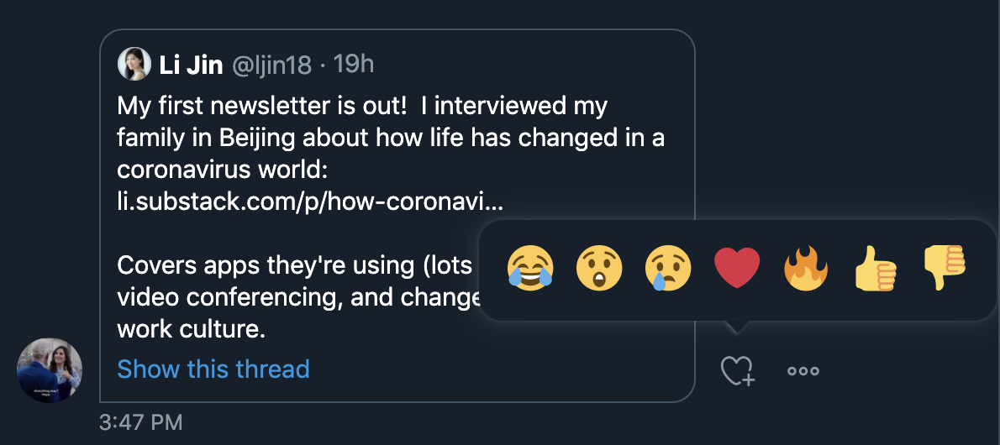 Li Jin @ljin18 · 19h
My first newsletter is out!  I interviewed my
family in Beijing about how life has changed in a
coronavirus world:
li.substack.com/p/how-coronavi...
Covers apps they're using (lots
video conferencing, and change
work culture.
Show this thread
3:47 PM